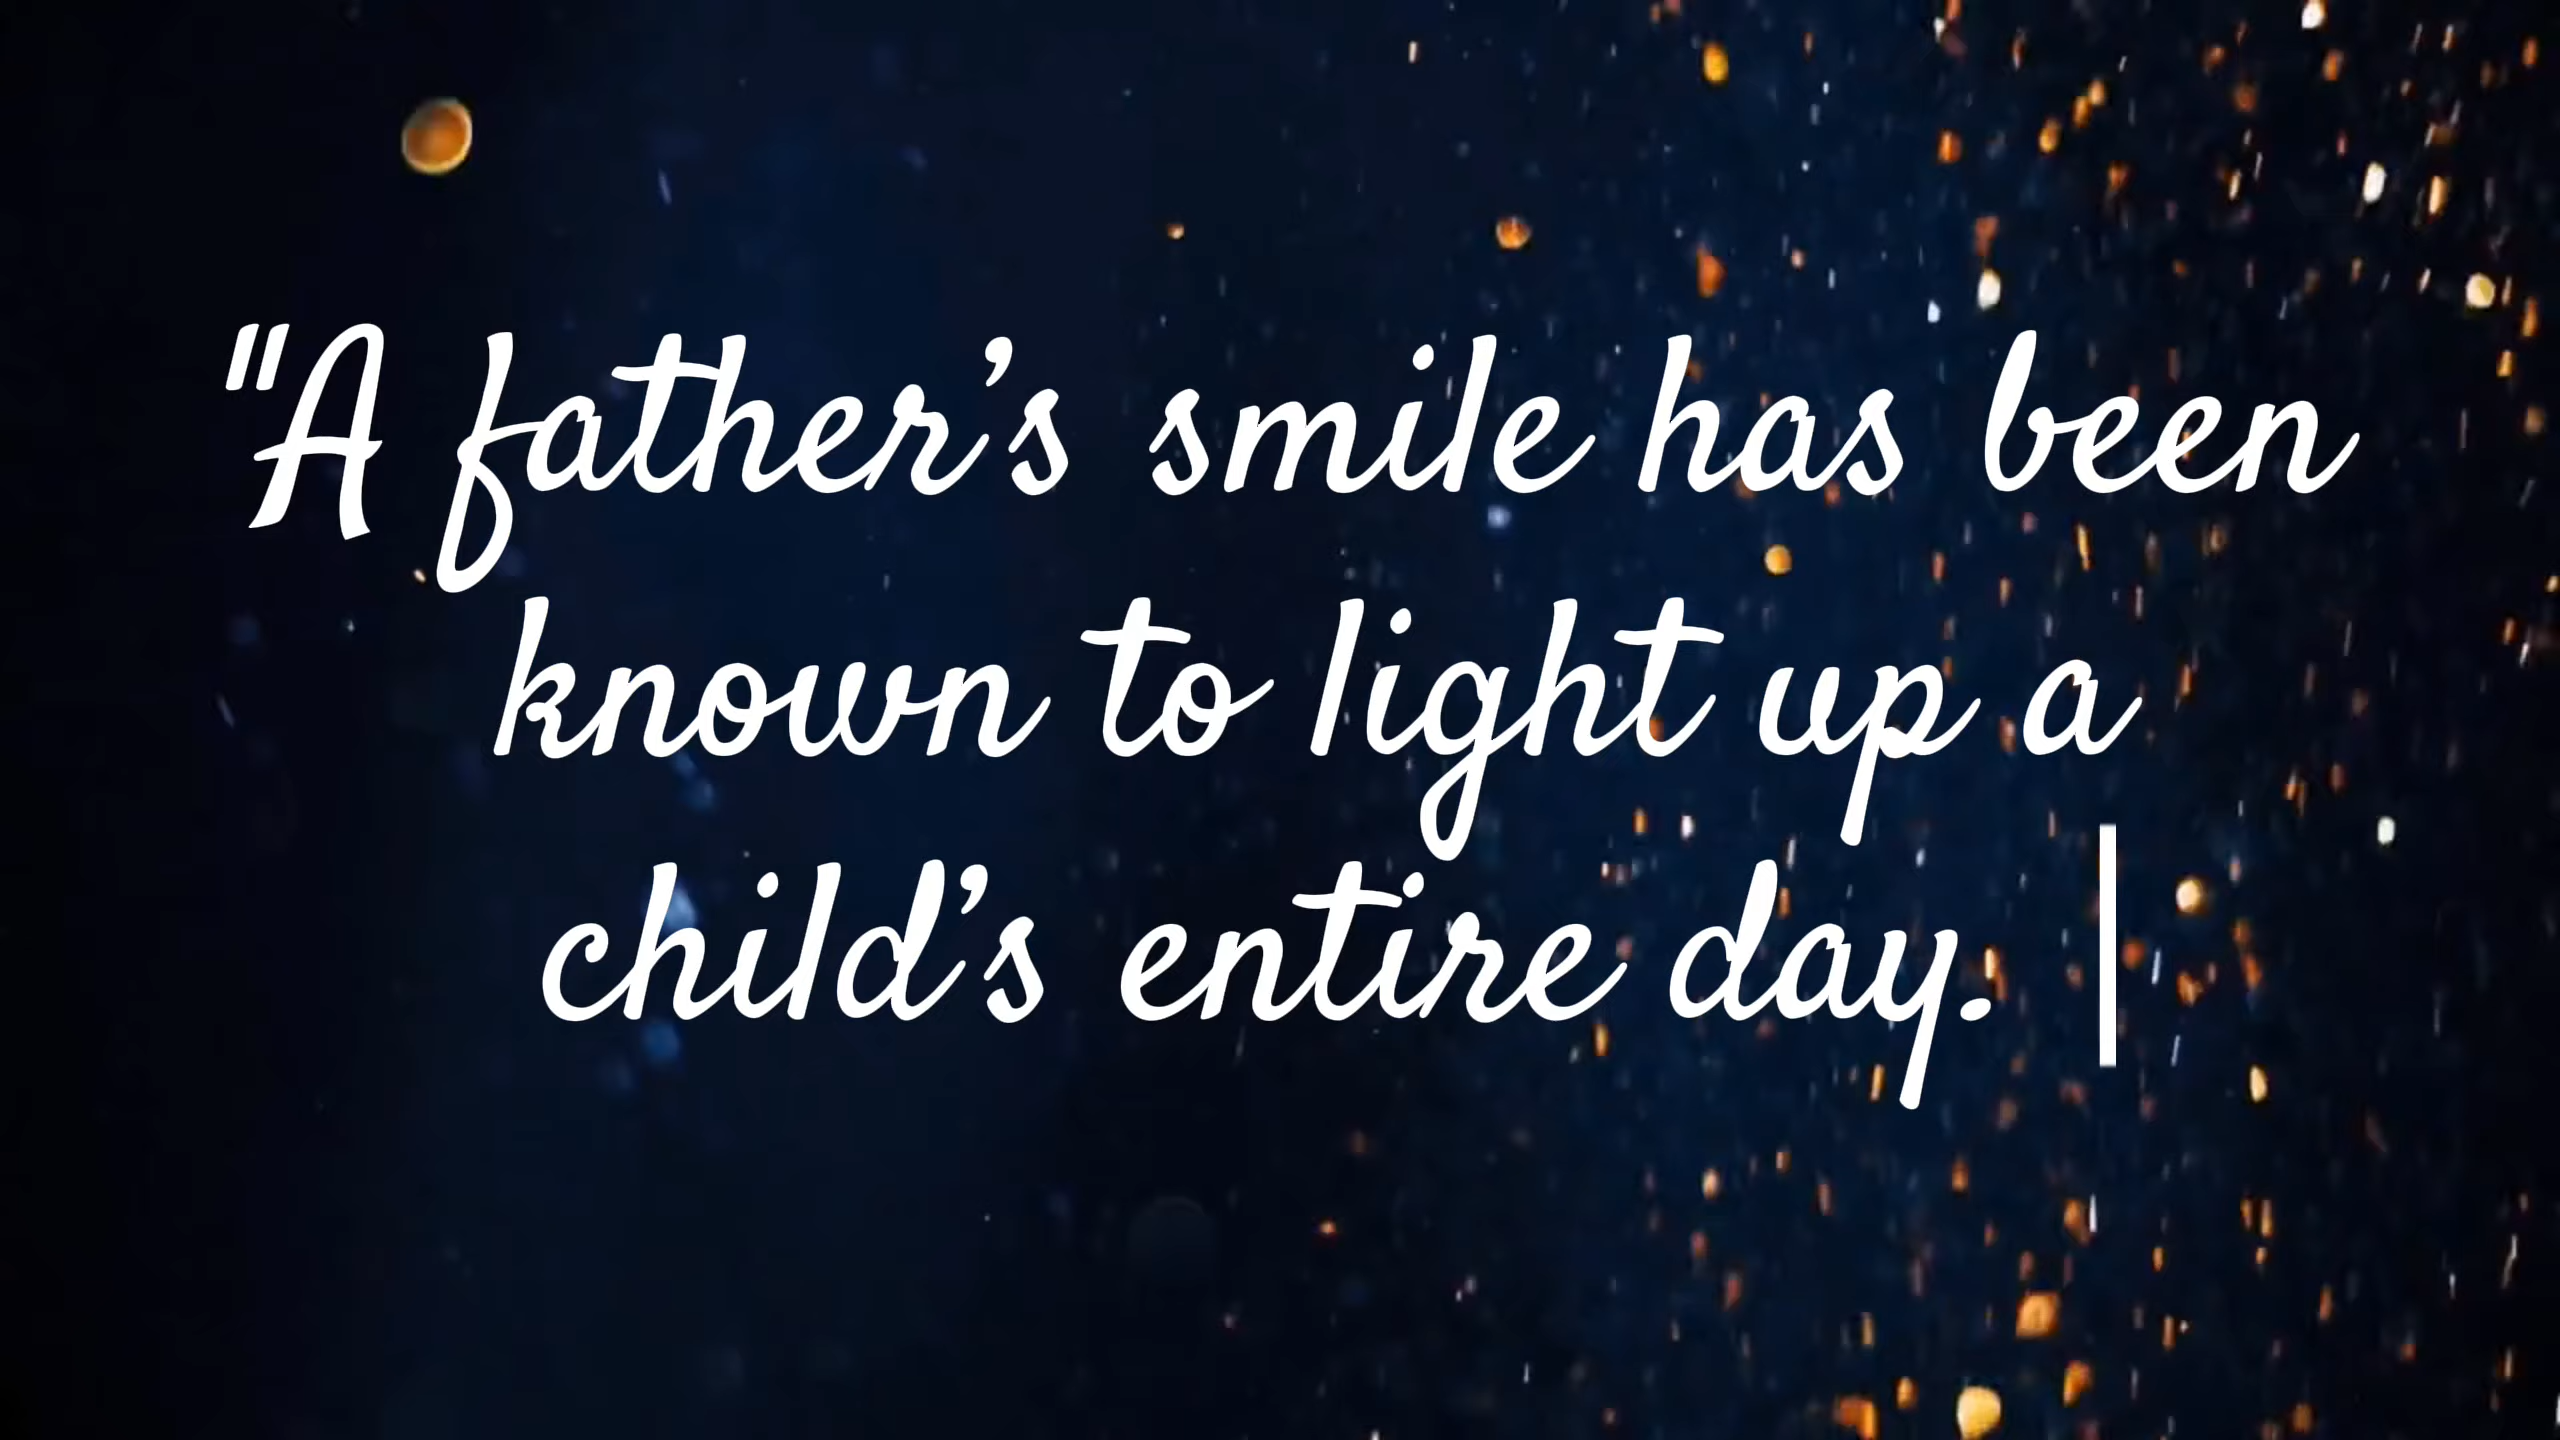 "A father’s smile has been
known to light up a
child’s entire day. |